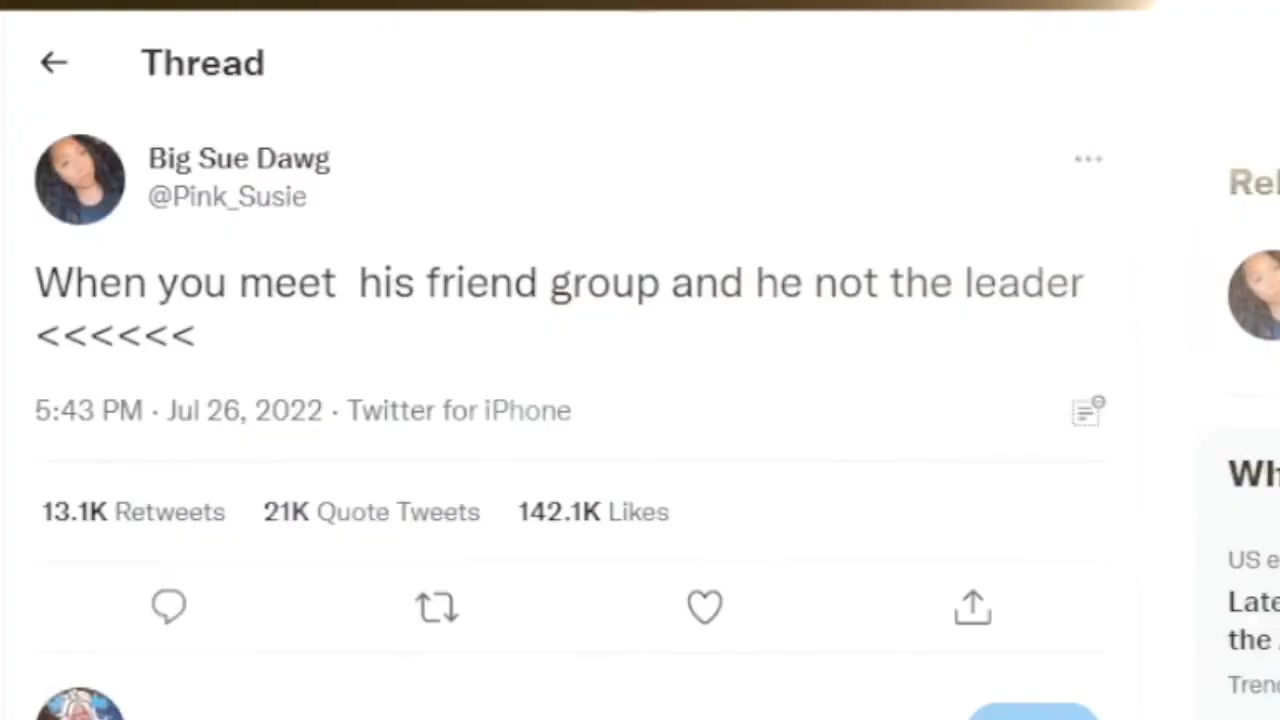 Thread
Big Sue Dawg
@Pink_Susie
When you meet  his friend group and he not the leader
<<<<<<
5:43 PM · Jul 26, 2022 · Twitter for iPhone
13.1K Retweets 21K Quote Tweets 142.1K Likes
Rel
Wh
US e
Late
the
Trenc